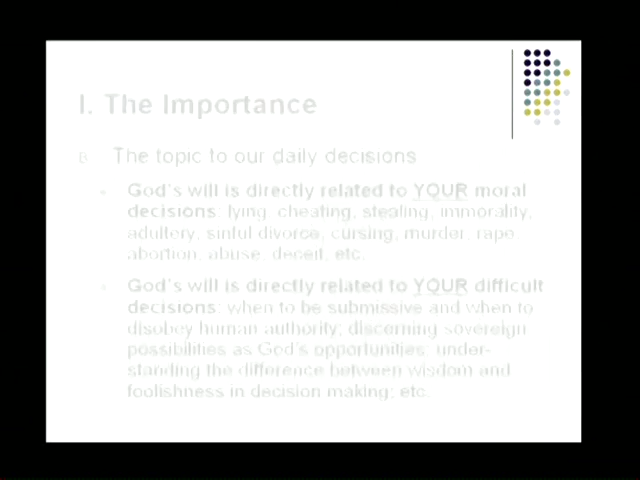 I. The Importance
B. The topic to our daily decisions
God's will is directly related to YOUR moral
decisions: lying, cheating, stealing, immorality,
adultery, sinful divorce, cursing, murder, rape
abortion, abuse, deceit, etc.
God's will is directly related to YOUR difficult
decisions: when to be submissive and when to
disobey human authority; discerning sovereign
possibilities as God's opportunities; under-
standing the difference between wisdom and
foolishness in decision making; etc.